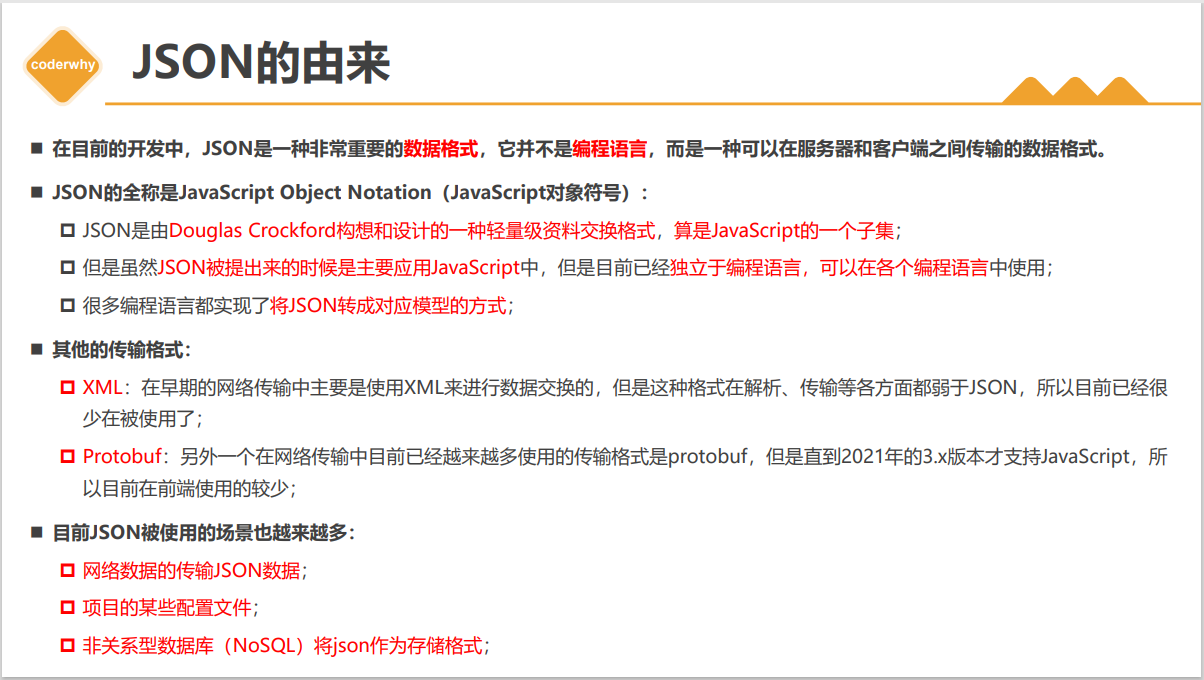 coderwhy
JSON的由来
在目前的开发中，JSON是一种非常重要的数据格式，它并不是编程语言，而是一种可以在服务器和客户端之间传输的数据格式。
JSON的全称是JavaScript Object Notation（JavaScript对象符号）：
JSON是由Douglas Crockford构想和设计的一种轻量级资料交换格式，算是JavaScript的一个子集；
但是虽然JSON被提出来的时候是主要应用JavaScript中，但是目前已经独立于编程语言，可以在各个编程语言中使用；
很多编程语言都实现了将JSON转成对应模型的方式；
其他的传输格式：
XML：在早期的网络传输中主要是使用XML来进行数据交换的，但是这种格式在解析、传输等各方面都弱于JSON，所以目前已经很
少在被使用了；
Protobuf：另外一个在网络传输中目前已经越来越多使用的传输格式是protobuf，但是直到2021年的3.x版本才支持JavaScript，所
以目前在前端使用的较少；
目前JSON被使用的场景也越来越多：
网络数据的传输JSON数据；
项目的某些配置文件；
非关系型数据库（NoSQL）将json作为存储格式；